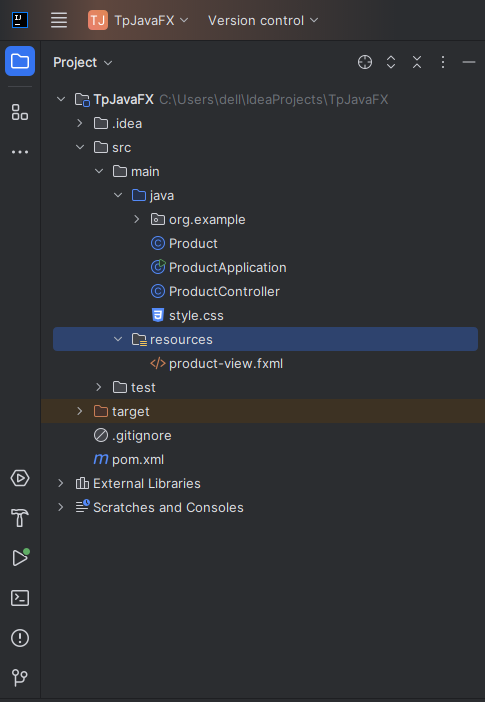 TJ TpJavaFX Version control
Project
TpJavaFX C:\Users\dell\IdeaProjects\TpJavaFX
.idea
src
main
java
org.example
Product
ProductApplication
ProductController
style.css
resources
product-view.fxml
test
target
.gitignore
pom.xml
External Libraries
Scratches and Consoles